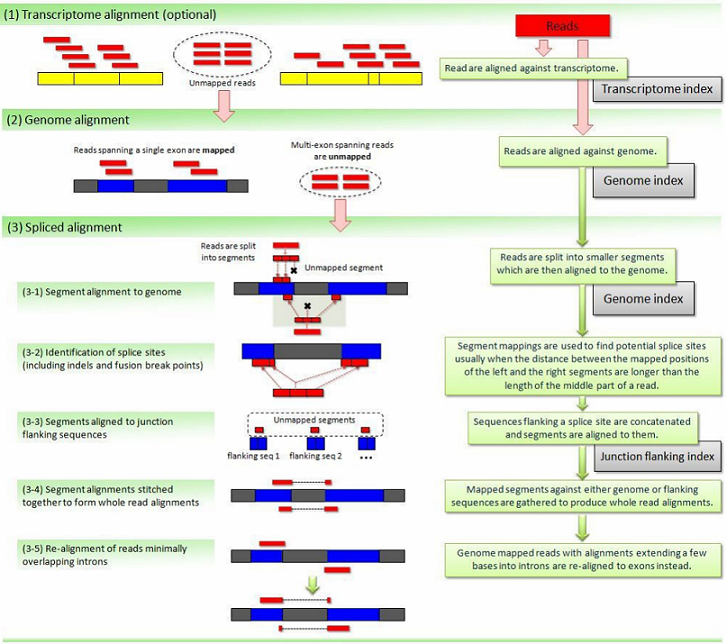 (1) Transcriptome alignment (optional)
Unmapped reads
Reads
Read are aligned against transcriptome.
Transcriptome index
(2) Genome alignment
Reads spanning a single exon are mapped
Multi-exon spanning reads
are unmapped
Reads are aligned against genome.
Genome index
(3) Spliced alignment
Reads are split
into segments
Unmapped segment
Reads are split into smaller segments
which are then aligned to the genome.
Genome index
(3-1) Segment alignment to genome
(3-2) Identification of splice sites
(including indels and fusion break points)
Segment mappings are used to find potential splice sites
usually when the distance between the mapped positions
of the left and the right segments are longer than the
length of the middle part of a read.
(3-3) Segments aligned to junction
flanking sequences
Unmapped segments
flanking seq 1
flanking seq 2
•••
Sequences flanking a splice site are concatenated
and segments are aligned to them.
Junction flanking index
(3-4) Segment alignments stitched
together to form whole read alignments
Mapped segments against either genome or flanking
sequences are gathered to produce whole read alignments.
(3-5) Re-alignment of reads minimally
overlapping introns
Genome mapped reads with alignments extending a few
bases into introns are re-aligned to exons instead.